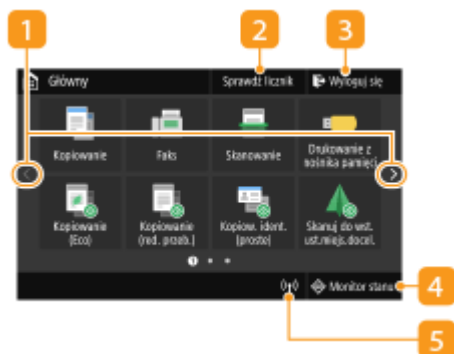 1
2
3
Główny
Sprawdź licznik
Wyloguj się
Kopiowanie
Faks
Skanowanie
Drukowanie z
nośnika pamięci
Kopiowanie
(Eco)
Kopiowanie
(red. przeb.)
Kopiow. ident.
(proste)
Skanuj do wst.
ust.miejs.docel.
1
Monitor stanu
4
5